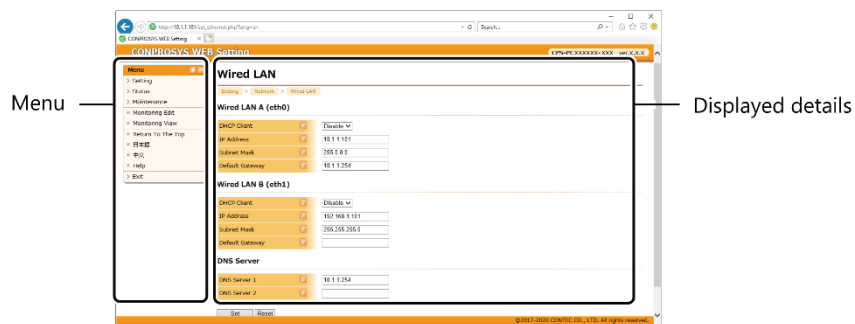 http://10.1.1.101/set_ethernet.php?lang=en
Search...
CONPROSYS WEB Setting
CONPROSYS WEB Setting
CPS-PCXXXXXX-XXX - ver.X.X.X
Menu
Displayed details
Menu
> Setting
> Status
> Maintenance
Monitoring Edit
Monitoring View
Return To The Top
日本語
中文
Help
> Exit
Wired LAN
Setting > Network > Wired LAN
Wired LAN A (eth0)
DHCP Client Disable
IP Address 10.1.1.101
Subnet Mask 255.0.0.0
Default Gateway 10.1.1.254
Wired LAN B (eth1)
DHCP Client Disable
IP Address 192.168.1.101
Subnet Mask 255.255.255.0
Default Gateway
DNS Server
DNS Server 1 10.1.1.254
DNS Server 2
Set Reset
©2017-2020 CONTEC CO., LTD. All rights reserved.